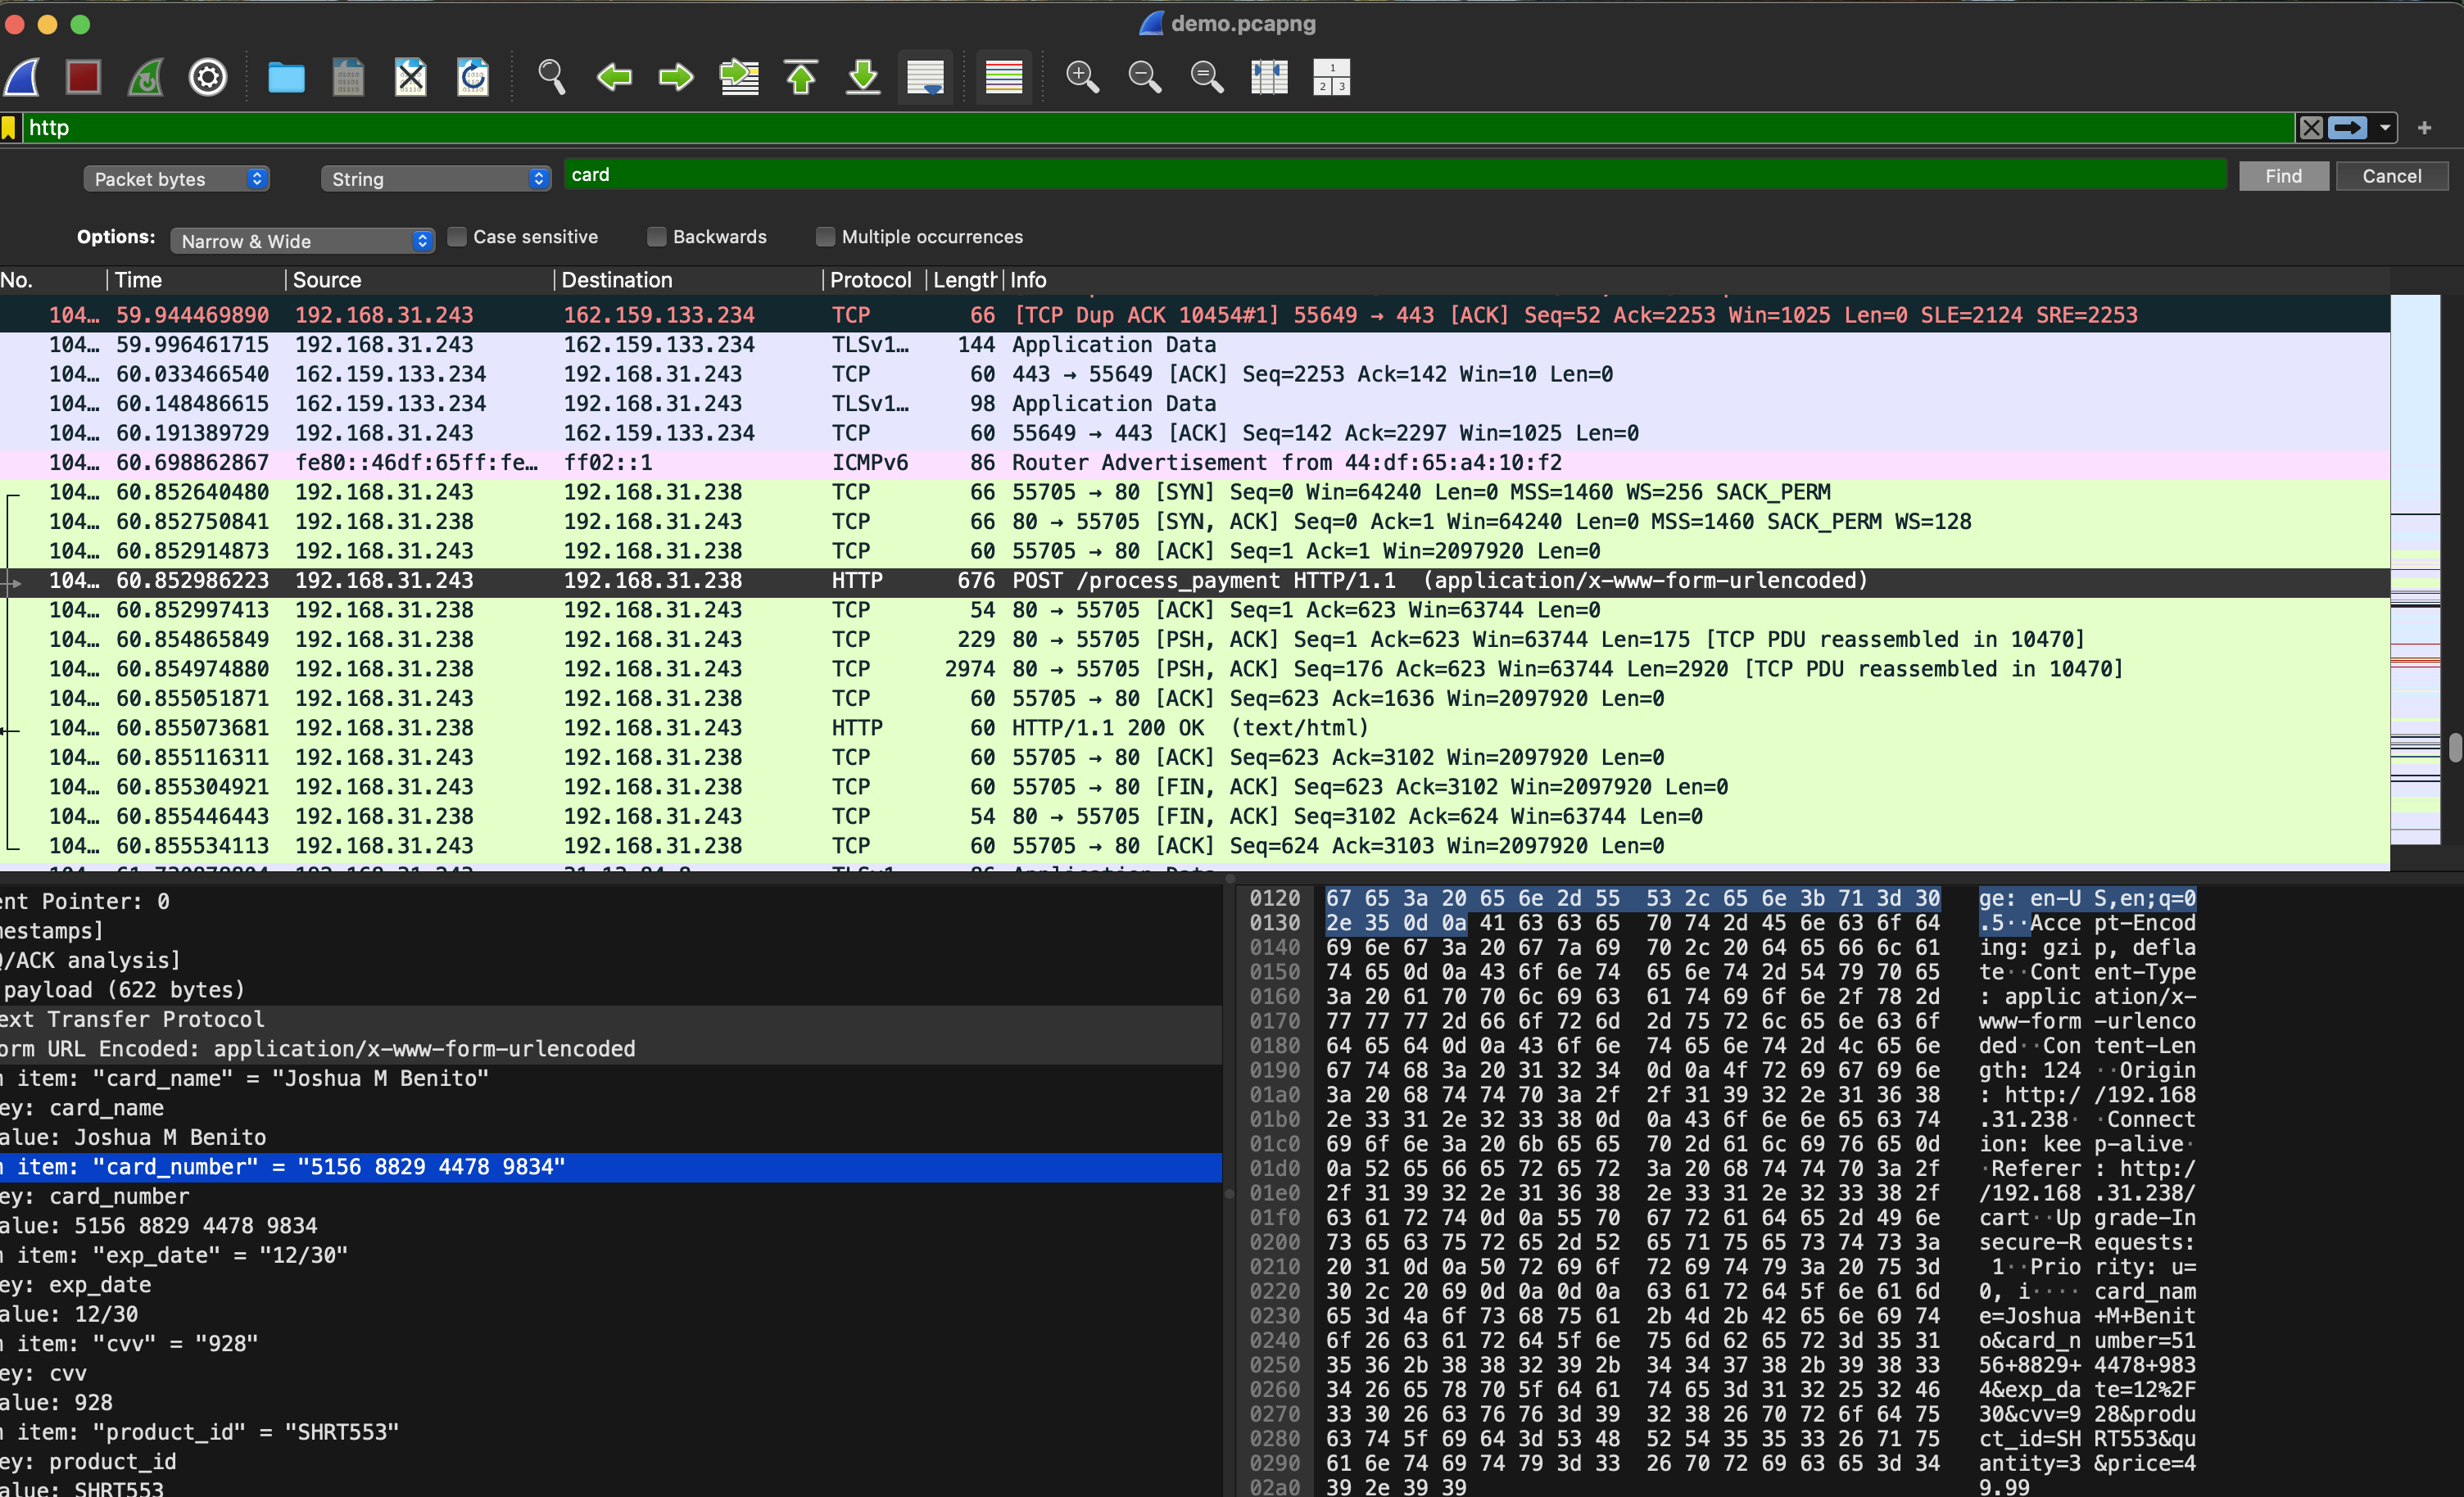 demo.pcapng
http
Packet bytes String card Find Cancel
Options: Narrow & Wide Case sensitive Backwards Multiple occurrences
No. Time Source Destination Protocol Length Info
104… 59.944469890 192.168.31.243 162.159.133.234 TCP 66 [TCP Dup ACK 10454#1] 55649 → 443 [ACK] Seq=52 Ack=2253 Win=1025 Len=0 SLE=2124 SRE=2253
104… 59.996461715 192.168.31.243 162.159.133.234 TLSv1… 144 Application Data
104… 60.033466540 162.159.133.234 192.168.31.243 TCP 60 443 → 55649 [ACK] Seq=2253 Ack=142 Win=10 Len=0
104… 60.148486615 162.159.133.234 192.168.31.243 TLSv1… 98 Application Data
104… 60.191389729 192.168.31.243 162.159.133.234 TCP 60 55649 → 443 [ACK] Seq=142 Ack=2297 Win=1025 Len=0
104… 60.698862867 fe80::46df:65ff:fe… ff02::1 ICMPv6 86 Router Advertisement from 44:df:65:a4:10:f2
104… 60.852640480 192.168.31.243 192.168.31.238 TCP 66 55705 → 80 [SYN] Seq=0 Win=64240 Len=0 MSS=1460 WS=256 SACK_PERM
104… 60.852750841 192.168.31.238 192.168.31.243 TCP 66 80 → 55705 [SYN, ACK] Seq=0 Ack=1 Win=64240 Len=0 MSS=1460 SACK_PERM WS=128
104… 60.852914873 192.168.31.243 192.168.31.238 TCP 60 55705 → 80 [ACK] Seq=1 Ack=1 Win=2097920 Len=0
104… 60.852986223 192.168.31.243 192.168.31.238 HTTP 676 POST /process_payment HTTP/1.1 (application/x-www-form-urlencoded)
104… 60.852997413 192.168.31.238 192.168.31.243 TCP 54 80 → 55705 [ACK] Seq=1 Ack=623 Win=63744 Len=0
104… 60.854865849 192.168.31.238 192.168.31.243 TCP 229 80 → 55705 [PSH, ACK] Seq=1 Ack=623 Win=63744 Len=175 [TCP PDU reassembled in 10470]
104… 60.854974880 192.168.31.238 192.168.31.243 TCP 2974 80 → 55705 [PSH, ACK] Seq=176 Ack=623 Win=63744 Len=2920 [TCP PDU reassembled in 10470]
104… 60.855051871 192.168.31.243 192.168.31.238 TCP 60 55705 → 80 [ACK] Seq=623 Ack=1636 Win=2097920 Len=0
104… 60.855073681 192.168.31.238 192.168.31.243 HTTP 60 HTTP/1.1 200 OK (text/html)
104… 60.855116311 192.168.31.243 192.168.31.238 TCP 60 55705 → 80 [ACK] Seq=623 Ack=3102 Win=2097920 Len=0
104… 60.855304921 192.168.31.243 192.168.31.238 TCP 60 55705 → 80 [FIN, ACK] Seq=623 Ack=3102 Win=2097920 Len=0
104… 60.855446443 192.168.31.238 192.168.31.243 TCP 54 80 → 55705 [FIN, ACK] Seq=3102 Ack=624 Win=63744 Len=0
104… 60.855534113 192.168.31.243 192.168.31.238 TCP 60 55705 → 80 [ACK] Seq=624 Ack=3103 Win=2097920 Len=0
ent Pointer: 0
mestamps]
Q/ACK analysis]
payload (622 bytes)
ext Transfer Protocol
orm URL Encoded: application/x-www-form-urlencoded
m item: "card_name" = "Joshua M Benito"
ey: card_name
alue: Joshua M Benito
m item: "card_number" = "5156 8829 4478 9834"
ey: card_number
alue: 5156 8829 4478 9834
m item: "exp_date" = "12/30"
ey: exp_date
alue: 12/30
m item: "cvv" = "928"
ey: cvv
alue: 928
m item: "product_id" = "SHRT553"
ey: product_id
alue: SHRT553
0120 67 65 3a 20 65 6e 2d 55 53 2c 65 6e 3b 71 3d 30 ge: en-U S,en;q=0
0130 2e 35 0d 0a 41 63 63 65 70 74 2d 45 6e 63 6f 64 .5··Acce pt-Encod
0140 69 6e 67 3a 20 67 7a 69 70 2c 20 64 65 66 6c 61 ing: gzi p, defla
0150 74 65 0d 0a 43 6f 6e 74 65 6e 74 2d 54 79 70 65 te··Cont ent-Type
0160 3a 20 61 70 70 6c 69 63 61 74 69 6f 6e 2f 78 2d : applic ation/x-
0170 77 77 77 2d 66 6f 72 6d 2d 75 72 6c 65 6e 63 6f www-form -urlenco
0180 64 65 64 0d 0a 43 6f 6e 74 65 6e 74 2d 4c 65 6e ded··Con tent-Len
0190 67 74 68 3a 20 31 32 34 0d 0a 4f 72 69 67 69 6e gth: 124 ··Origin
01a0 3a 20 68 74 74 70 3a 2f 2f 31 39 32 2e 31 36 38 : http:/ /192.168
01b0 2e 33 31 2e 32 33 38 0d 0a 43 6f 6e 6e 65 63 74 .31.238· ·Connect
01c0 69 6f 6e 3a 20 6b 65 65 70 2d 61 6c 69 76 65 0d ion: kee p-alive·
01d0 0a 52 65 66 65 72 65 72 3a 20 68 74 74 70 3a 2f ·Referer : http:/
01e0 2f 31 39 32 2e 31 36 38 2e 33 31 2e 32 33 38 2f /192.168 .31.238/
01f0 63 61 72 74 0d 0a 55 70 67 72 61 64 65 2d 49 6e cart··Up grade-In
0200 73 65 63 75 72 65 2d 52 65 71 75 65 73 74 73 3a secure-R equests:
0210 20 31 0d 0a 50 72 69 6f 72 69 74 79 3a 20 75 3d 1··Prio rity: u=
0220 30 2c 20 69 0d 0a 0d 0a 63 61 72 64 5f 6e 61 6d 0, i···· card_nam
0230 65 3d 4a 6f 73 68 75 61 2b 4d 2b 42 65 6e 69 74 e=Joshua +M+Benit
0240 6f 26 63 61 72 64 5f 6e 75 6d 62 65 72 3d 35 31 o&card_n umber=51
0250 35 36 2b 38 38 32 39 2b 34 34 37 38 2b 39 38 33 56+8829+ 4478+983
0260 34 26 65 78 70 5f 64 61 74 65 3d 31 32 25 32 46 4&exp_da te=12%2F
0270 33 30 26 63 76 76 3d 39 32 38 26 70 72 6f 64 75 30&cvv=9 28&produ
0280 63 74 5f 69 64 3d 53 48 52 54 35 35 33 26 71 75 ct_id=SH RT553&qu
0290 61 6e 74 69 74 79 3d 33 26 70 72 69 63 65 3d 34 antity=3 &price=4
02a0 39 2e 39 39 9.99